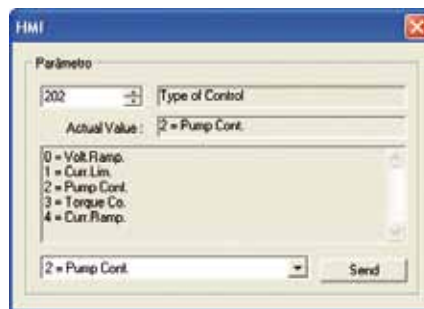 HMI
Parâmetro
202 Type of Control
Actual Value : 2 = Pump Cont.
0 = Volt.Ramp.
1 = Curr.Lim.
2 = Pump Cont.
3 = Torque Co.
4 = Curr.Ramp.
2 = Pump Cont. Send